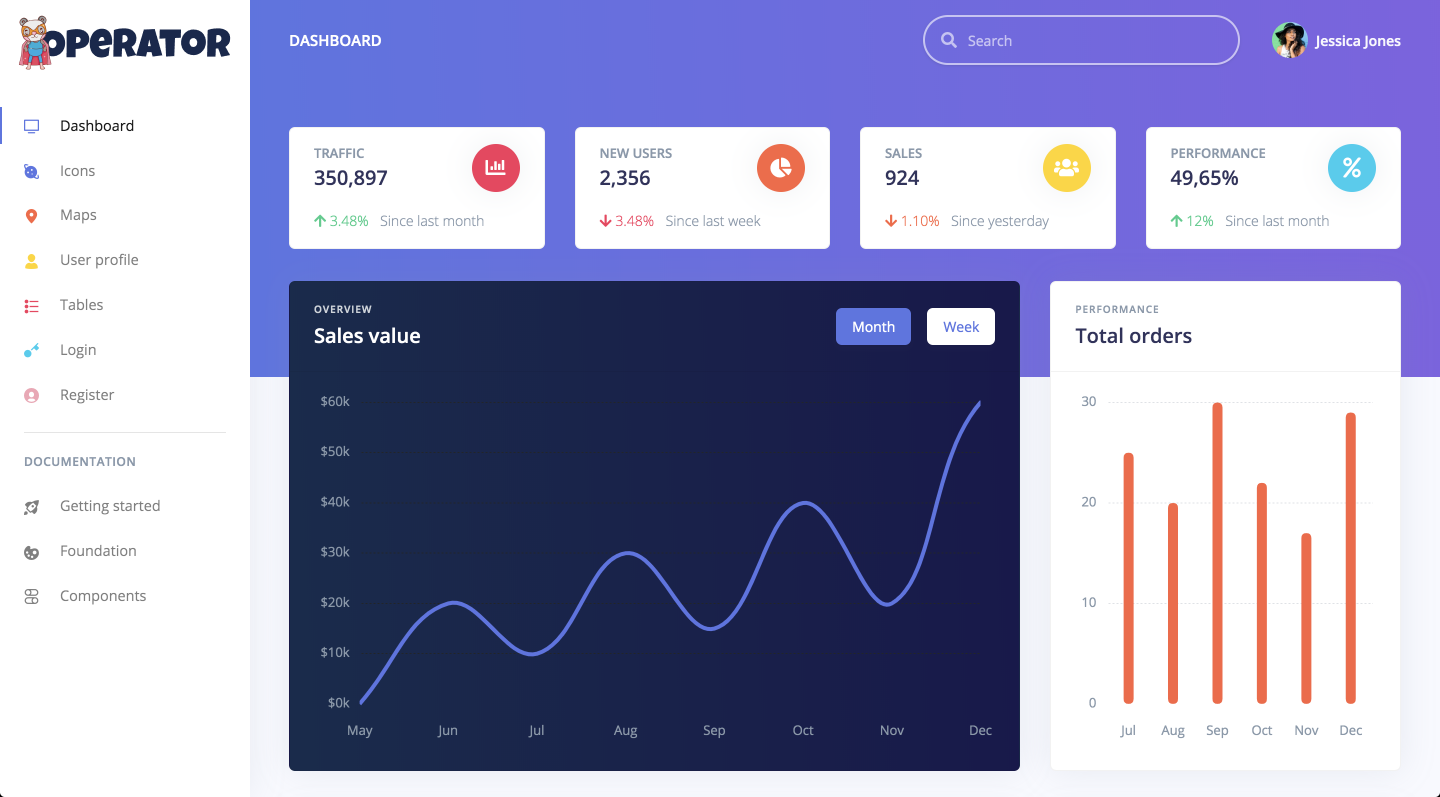 OPERATOR
Dashboard
Icons
Maps
User profile
Tables
Login
Register
DOCUMENTATION
Getting started
Foundation
Components
DASHBOARD
Search
Jessica Jones
TRAFFIC
350,897
3.48% Since last month
NEW USERS
2,356
3.48% Since last week
SALES
924
1.10% Since yesterday
PERFORMANCE
49,65%
12% Since last month
OVERVIEW
Sales value
Month Week
$60k
$50k
$40k
$30k
$20k
$10k
$0k
May Jun Jul Aug Sep Oct Nov Dec
PERFORMANCE
Total orders
30
20
10
0
Jul Aug Sep Oct Nov Dec